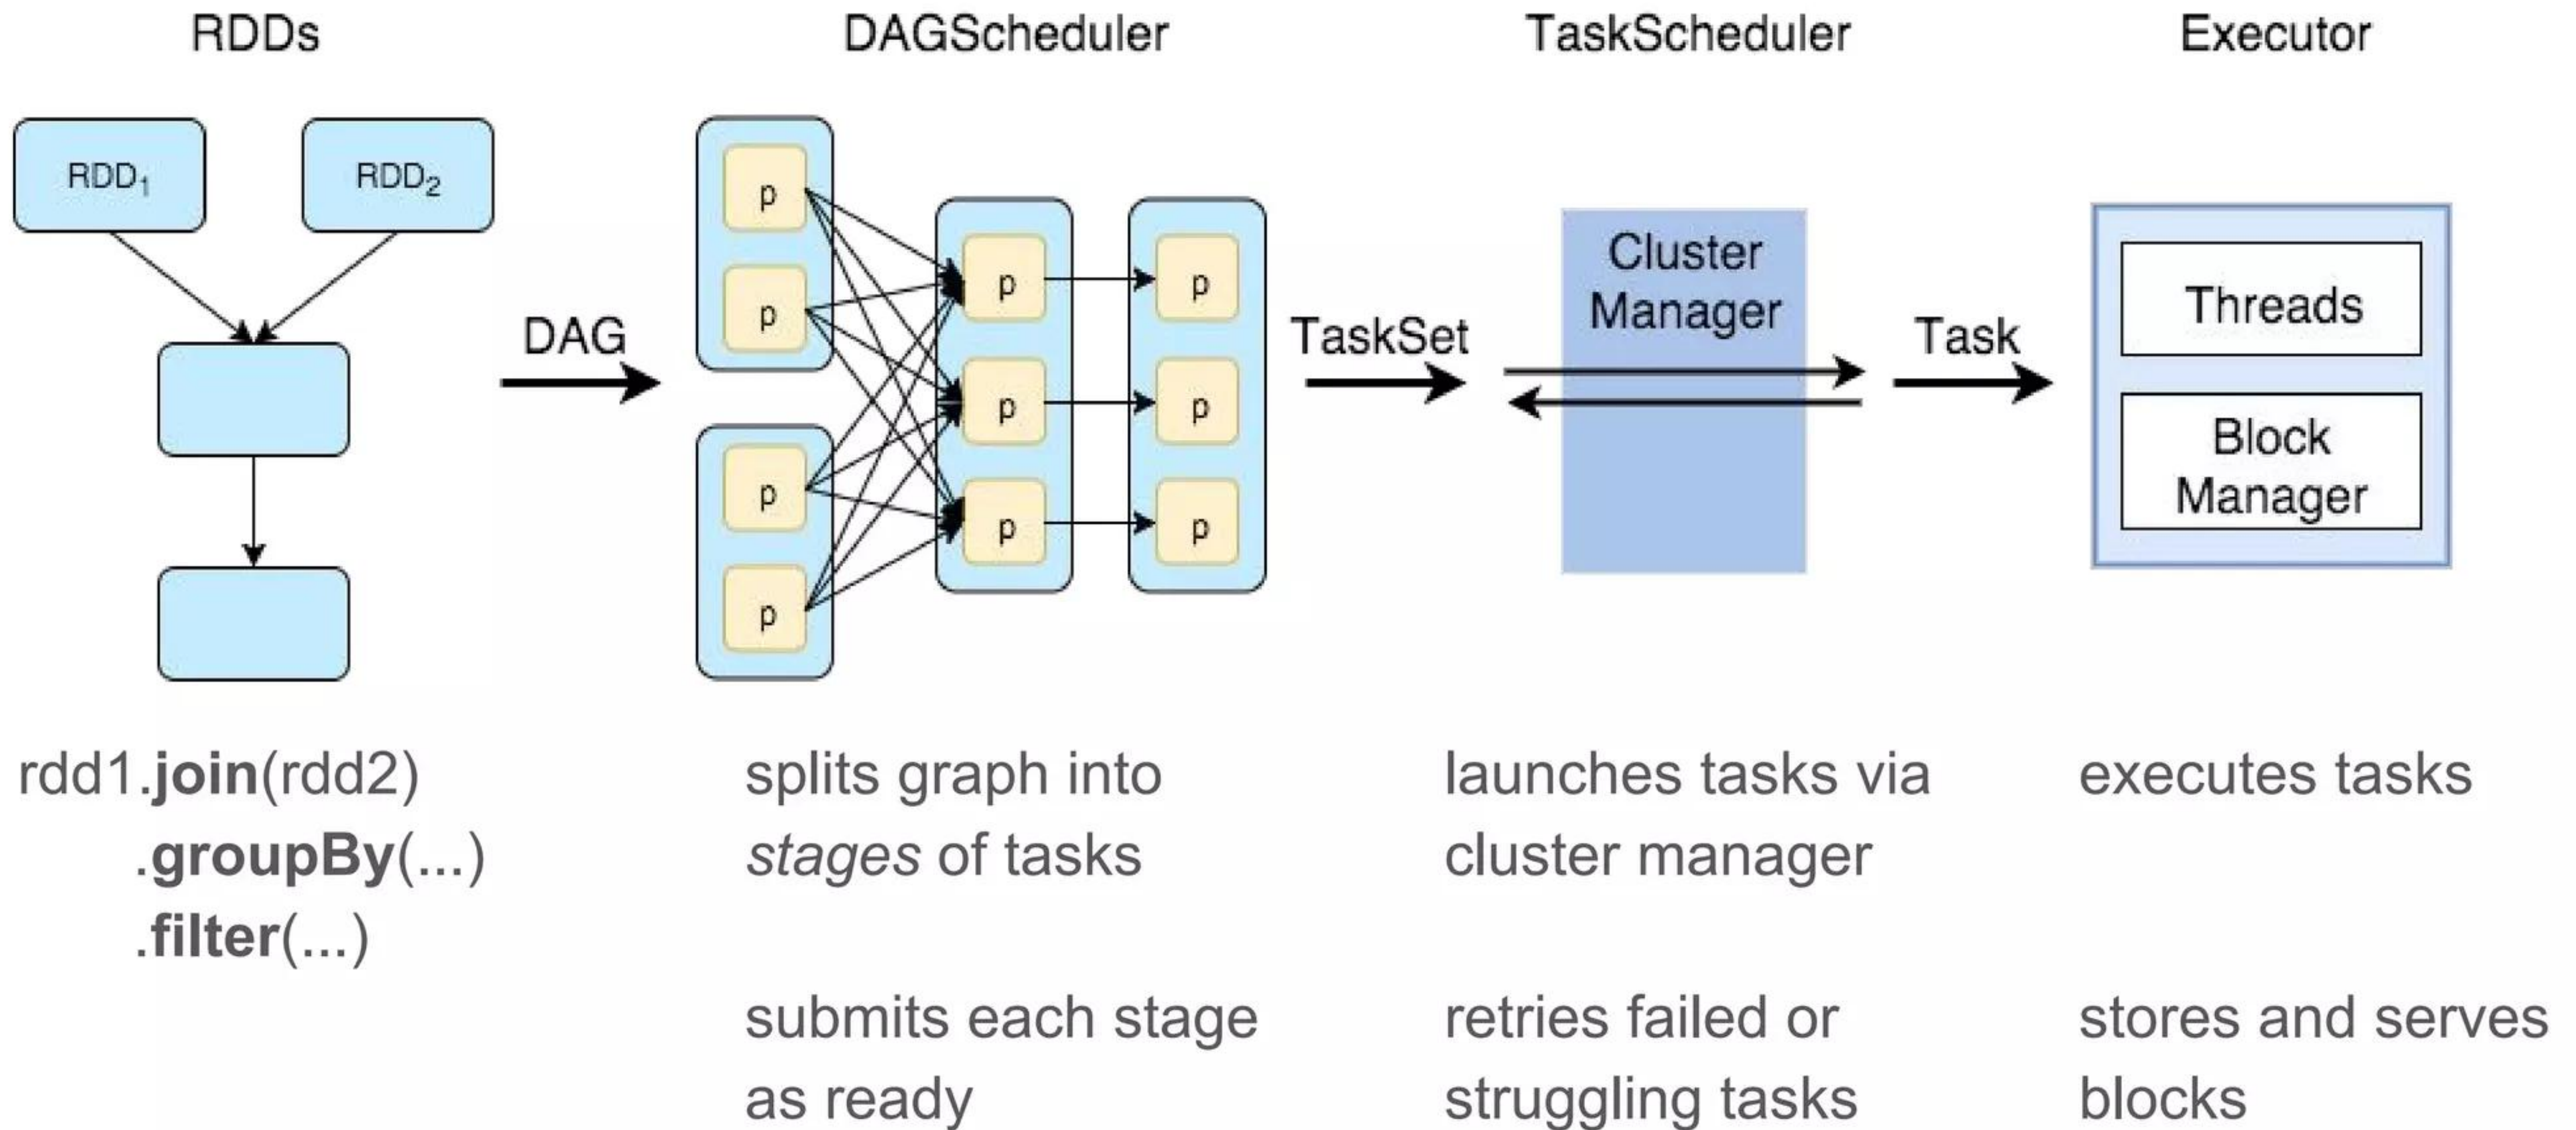 RDDs
DAGScheduler
TaskScheduler
Executor
RDD₁
RDD₂
DAG
p
p
p
p
p
p
p
p
p
p
TaskSet
Cluster
Manager
Task
Threads
Block
Manager
rdd1.join(rdd2)
.groupBy(...)
.filter(...)
splits graph into
stages of tasks
submits each stage
as ready
launches tasks via
cluster manager
retries failed or
struggling tasks
executes tasks
stores and serves
blocks